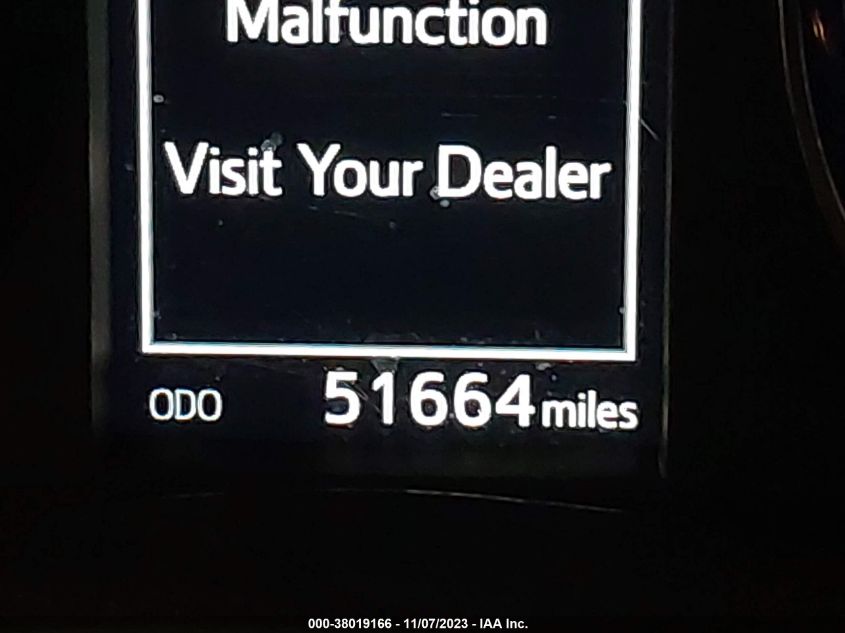 Malfunction
Visit Your Dealer
ODO 51664 miles
000-38019166 - 11/07/2023 - IAA Inc.